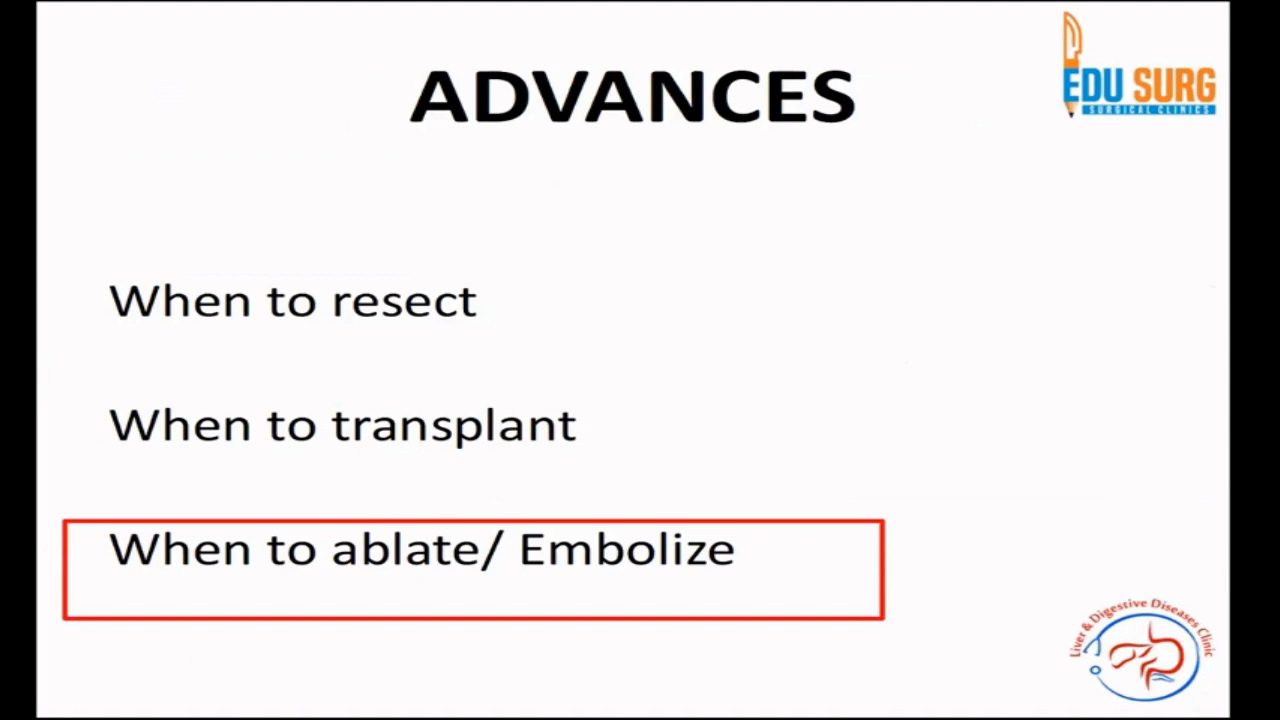 ADVANCES
EDU SURG
SURGICAL CLINICS
When to resect
When to transplant
When to ablate/ Embolize
Liver & Digestive Diseases Clinic